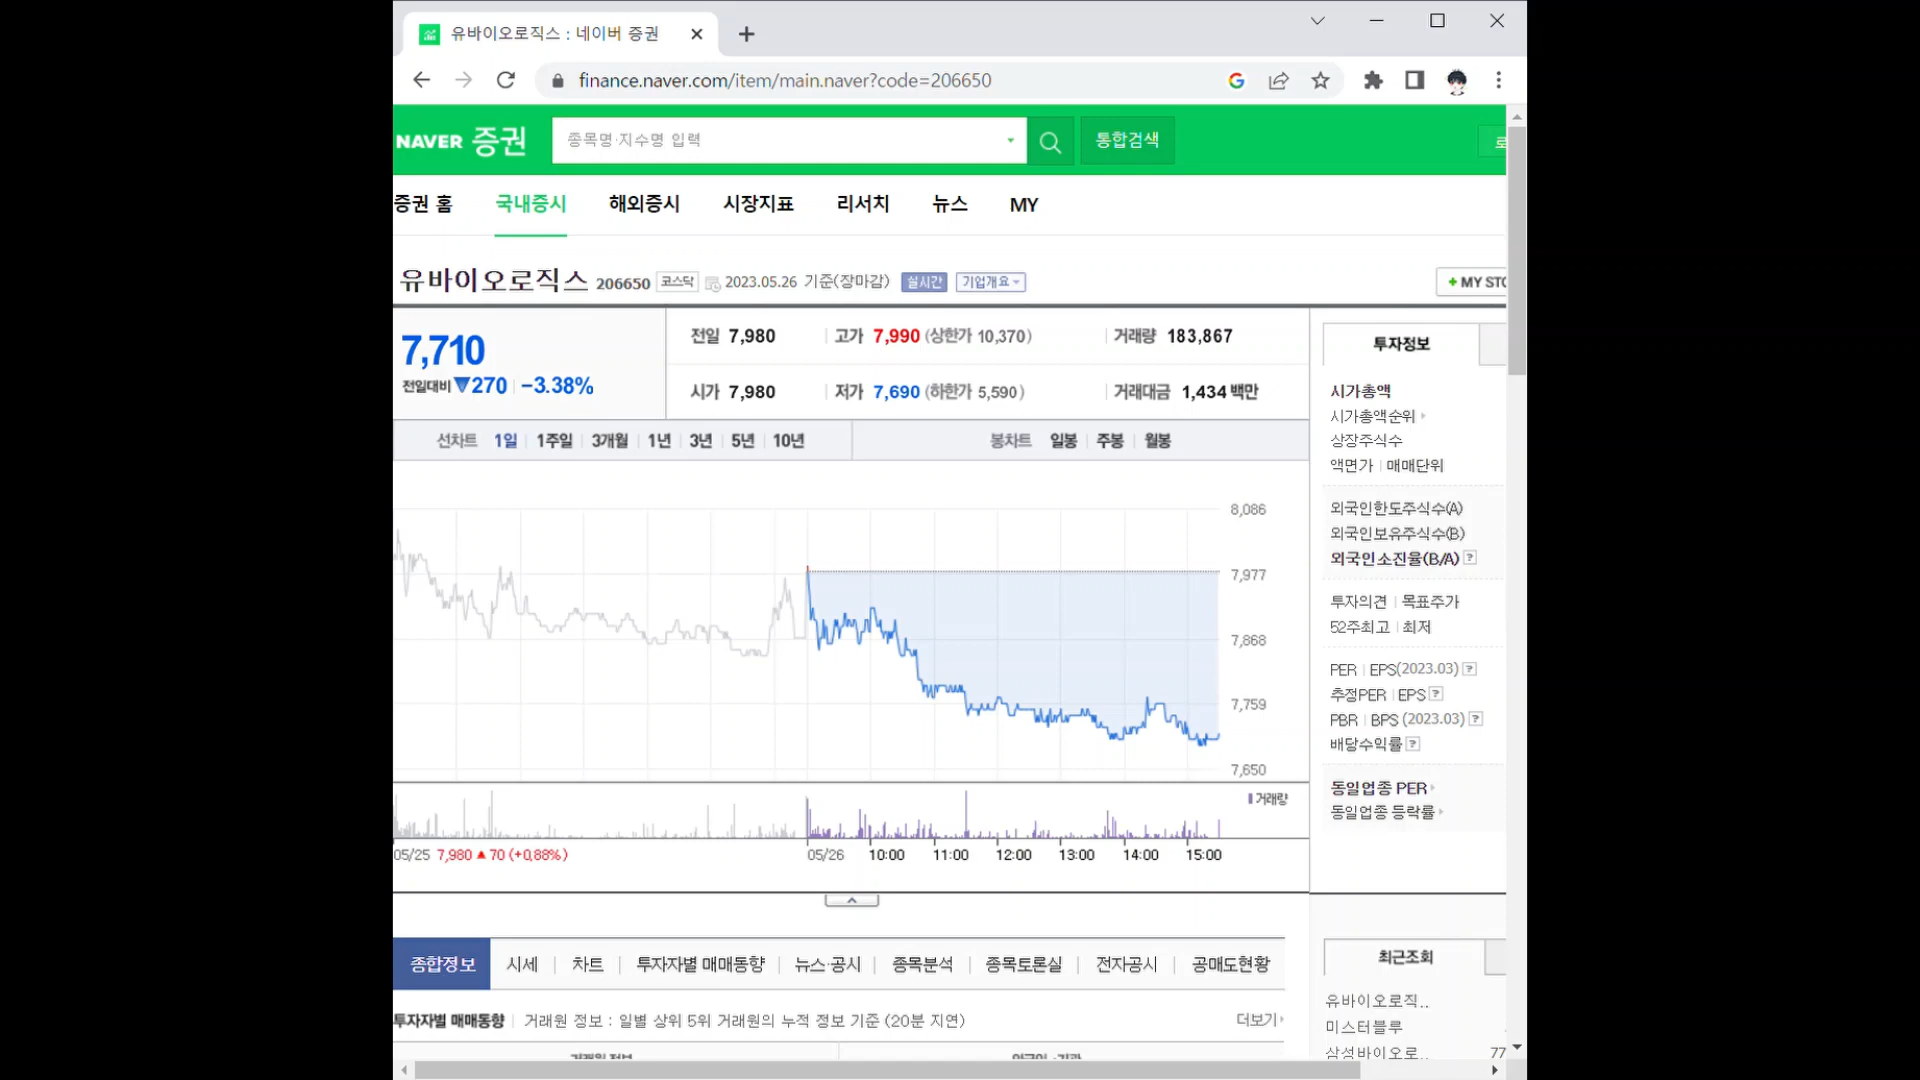 유바이오로직스 : 네이버 증권
finance.naver.com/item/main.naver?code=206650
NAVER 증권 종목명·지수명 입력 통합검색
증권 홈 국내증시 해외증시 시장지표 리서치 뉴스 MY
유바이오로직스 206650 코스닥 2023.05.26 기준(장마감) 실시간 기업개요
+ MY STO
7,710
전일대비 ▼270 | -3.38%
전일 7,980 고가 7,990 (상한가 10,370) 거래량 183,867
시가 7,980 저가 7,690 (하한가 5,590) 거래대금 1,434 백만
선차트 1일 1주일 3개월 1년 3년 5년 10년 봉차트 일봉 주봉 월봉
8,086
7,977
7,868
7,759
7,650
거래량
05/25 7,980 ▲ 70 (+0.88%) 05/26 10:00 11:00 12:00 13:00 14:00 15:00
투자정보
시가총액
시가총액순위
상장주식수
액면가 | 매매단위
외국인한도주식수(A)
외국인보유주식수(B)
외국인소진율(B/A) ?
투자의견 | 목표주가
52주최고 | 최저
PER | EPS(2023.03) ?
추정PER | EPS ?
PBR | BPS (2023.03) ?
배당수익률 ?
동일업종 PER
동일업종 등락률
종합정보 시세 차트 투자자별 매매동향 뉴스·공시 종목분석 종목토론실 전자공시 공매도현황
투자자별 매매동향 거래원 정보 : 일별 상위 5위 거래원의 누적 정보 기준 (20분 지연) 더보기
최근조회
유바이오로직..
미스터블루
삼성바이오로.. 77